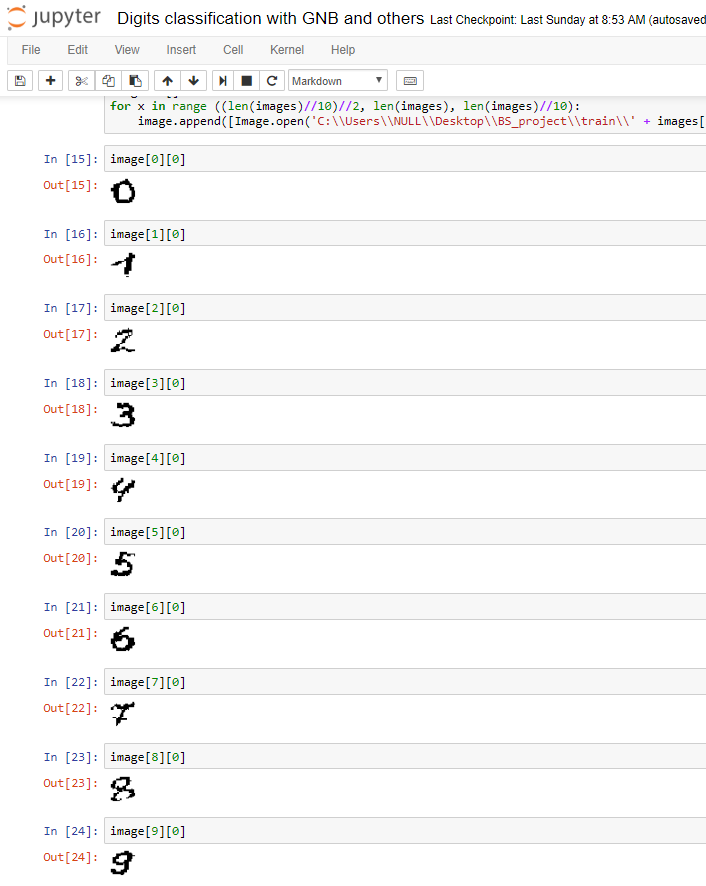 jupyter Digits classification with GNB and others Last Checkpoint: Last Sunday at 8:53 AM (autosaved
File Edit View Insert Cell Kernel Help
Markdown
for x in range ((len(images)//10)//2, len(images), len(images)//10):
image.append([Image.open('C:\\Users\\NULL\\Desktop\\BS_project\\train\\' + images[
In [15]: image[0][0]
Out[15]: 0
In [16]: image[1][0]
Out[16]: 1
In [17]: image[2][0]
Out[17]: 2
In [18]: image[3][0]
Out[18]: 3
In [19]: image[4][0]
Out[19]: 4
In [20]: image[5][0]
Out[20]: 5
In [21]: image[6][0]
Out[21]: 6
In [22]: image[7][0]
Out[22]: 7
In [23]: image[8][0]
Out[23]: 8
In [24]: image[9][0]
Out[24]: 9